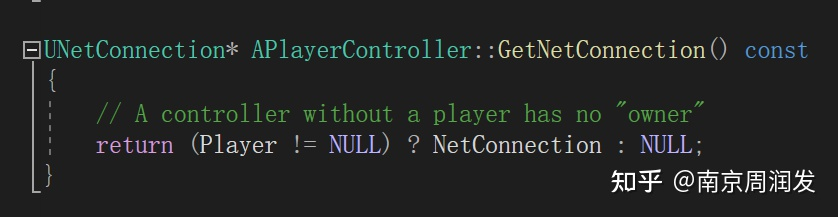 UNetConnection* APlayerController::GetNetConnection() const
{
// A controller without a player has no "owner"
return (Player != NULL) ? NetConnection : NULL;
}
知乎 @南京周润发